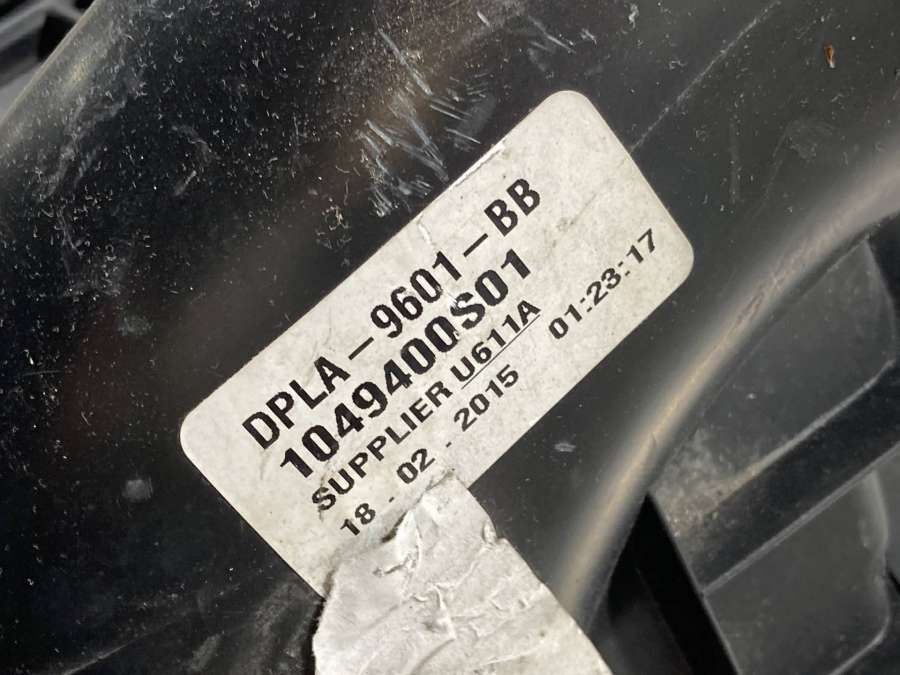 DPLA-9601-BB
1049400S01
SUPPLIER U611A
18-02-2015 01:23:17